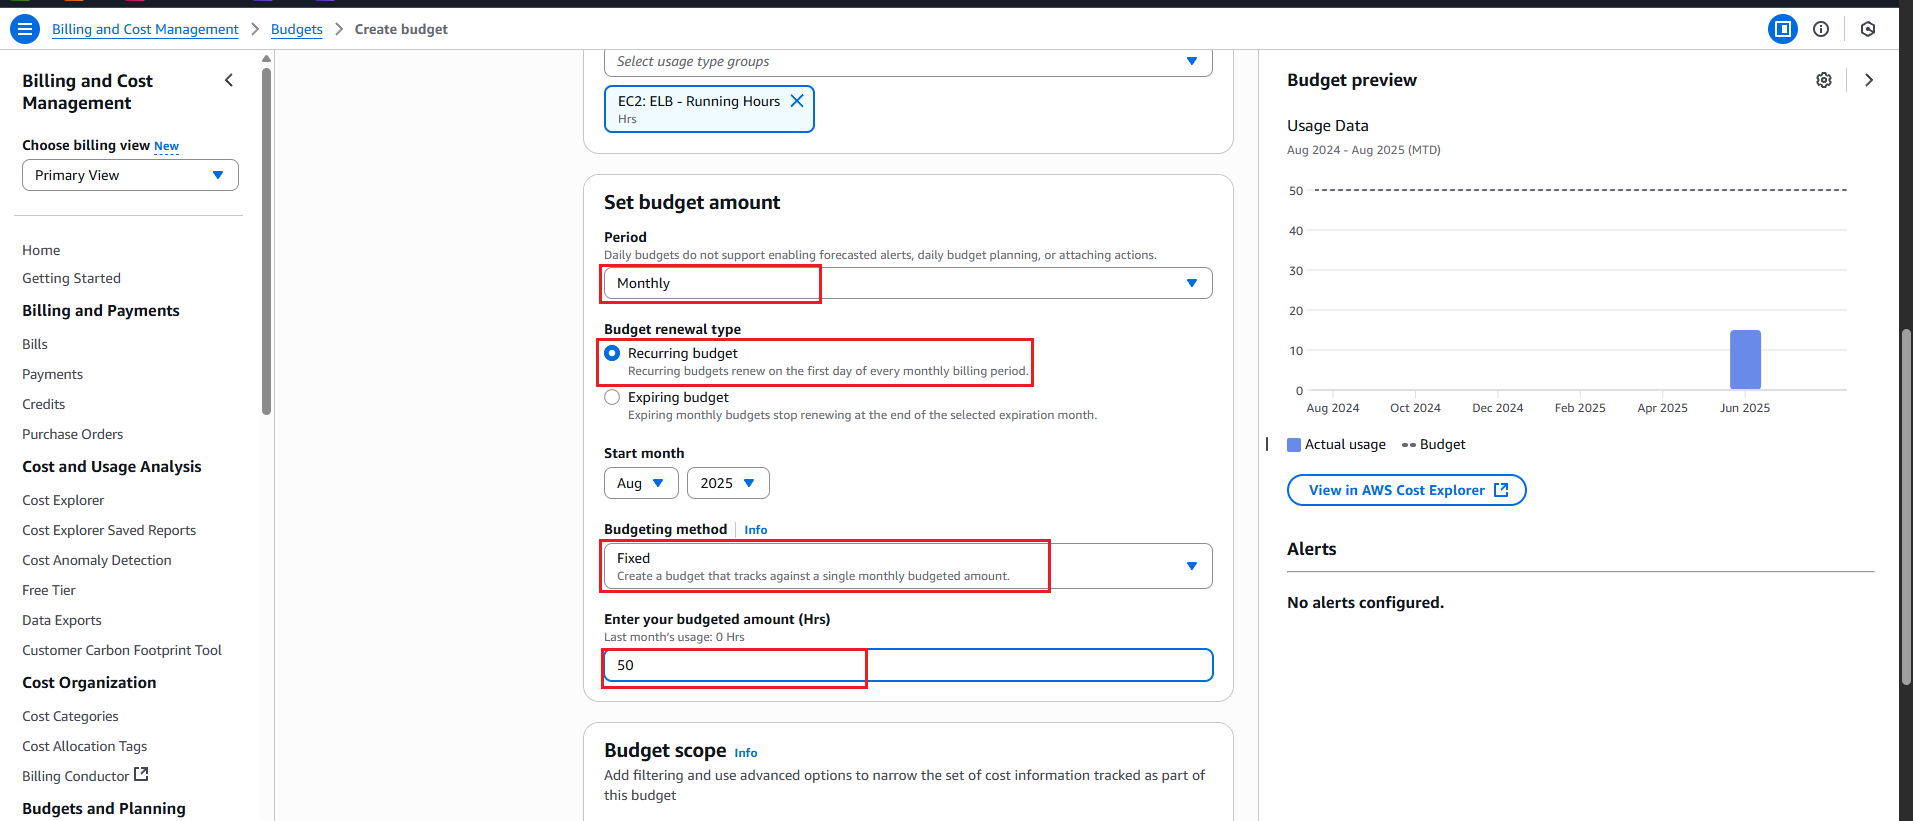 Billing and Cost Management
Budgets
Create budget
Billing and Cost
Management
Choose billing view New
Primary View
Home
Getting Started
Billing and Payments
Bills
Payments
Credits
Purchase Orders
Cost and Usage Analysis
Cost Explorer
Cost Explorer Saved Reports
Cost Anomaly Detection
Free Tier
Data Exports
Customer Carbon Footprint Tool
Cost Organization
Cost Categories
Cost Allocation Tags
Billing Conductor
Budgets and Planning
Select usage type groups
EC2: ELB - Running Hours
Hrs
Set budget amount
Period
Daily budgets do not support enabling forecasted alerts, daily budget planning, or attaching actions.
Monthly
Budget renewal type
Recurring budget
Recurring budgets renew on the first day of every monthly billing period.
Expiring budget
Expiring monthly budgets stop renewing at the end of the selected expiration month.
Start month
Aug
2025
Budgeting method Info
Fixed
Create a budget that tracks against a single monthly budgeted amount.
Enter your budgeted amount (Hrs)
Last month's usage: 0 Hrs
50
Budget scope Info
Add filtering and use advanced options to narrow the set of cost information tracked as part of
this budget
Budget preview
Usage Data
Aug 2024 - Aug 2025 (MTD)
50
40
30
20
10
0
Aug 2024 Oct 2024 Dec 2024 Feb 2025 Apr 2025 Jun 2025
Actual usage Budget
View in AWS Cost Explorer
Alerts
No alerts configured.